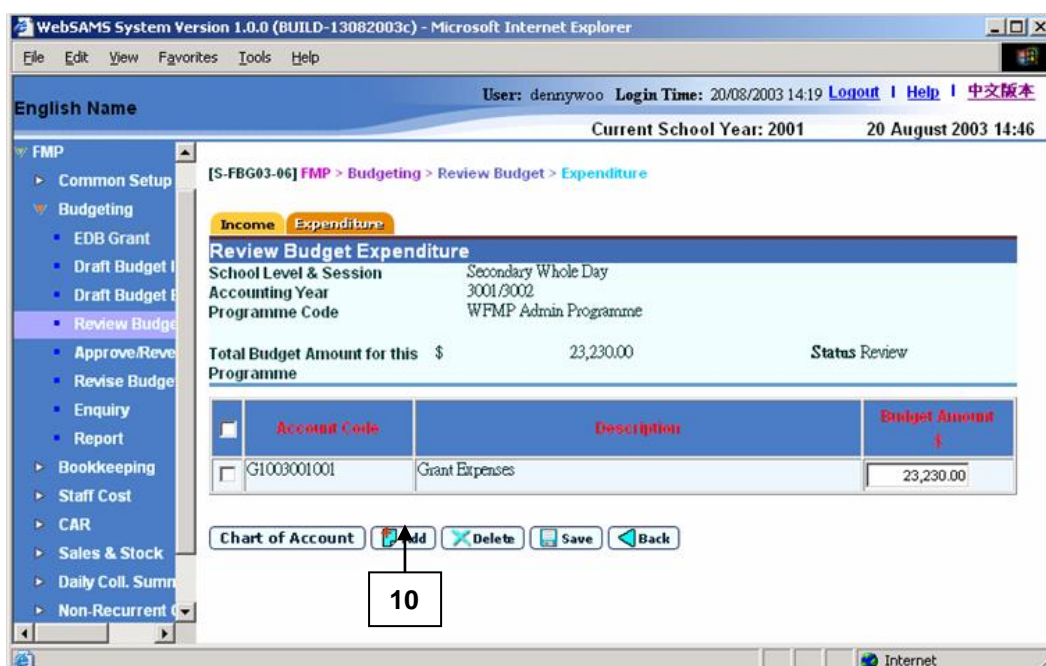 WebSAMS System Version 1.0.0 (BUILD-13082003c) - Microsoft Internet Explorer
File Edit View Favorites Tools Help
English Name
User: dennywoo Login Time: 20/08/2003 14:19 Logout | Help | 中文版本
Current School Year: 2001 20 August 2003 14:46
FMP
Common Setup
Budgeting
EDB Grant
Draft Budget I
Draft Budget E
Review Budge
Approve/Reve
Revise Budge
Enquiry
Report
Bookkeeping
Staff Cost
CAR
Sales & Stock
Daily Coll. Summ
Non-Recurrent
[S-FBG03-06] FMP > Budgeting > Review Budget > Expenditure
Income Expenditure
Review Budget Expenditure
School Level & Session Secondary Whole Day
Accounting Year 3001/3002
Programme Code WFMP Admin Programme
Total Budget Amount for this $ 23,230.00 Status Review
Programme
Account Code Description Budget Amount
$
G1003001001 Grant Expenses 23,230.00
Chart of Account Add Delete Save Back
10
Internet